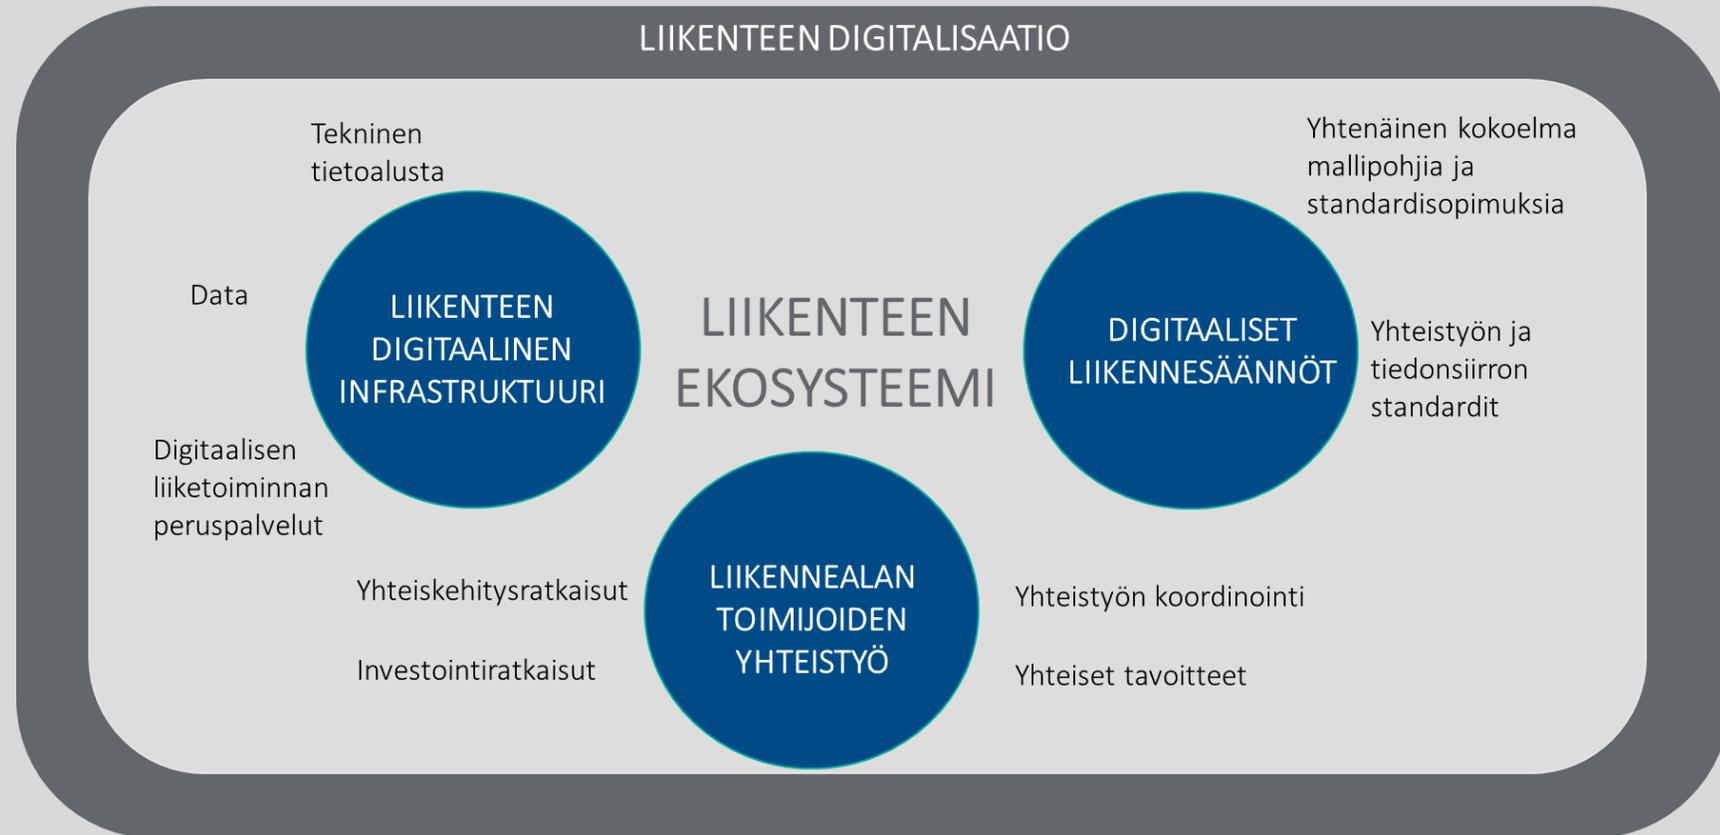 LIIKENTEEN DIGITALISAATIO
Tekninen
tietoalusta
Data
Digitaalisen
liiketoiminnan
peruspalvelut
LIIKENTEEN
DIGITAALINEN
INFRASTRUKTUURI
LIIKENTEEN
EKOSYSTEEMI
DIGITAALISET
LIIKENNESÄÄNNÖT
Yhtenäinen kokoelma
mallipohjia ja
standardisopimuksia
Yhteistyön ja
tiedonsiirron
standardit
Yhteiskehitysratkaisut
Investointiratkaisut
LIIKENNEALAN
TOIMIJOIDEN
YHTEISTYÖ
Yhteistyön koordinointi
Yhteiset tavoitteet